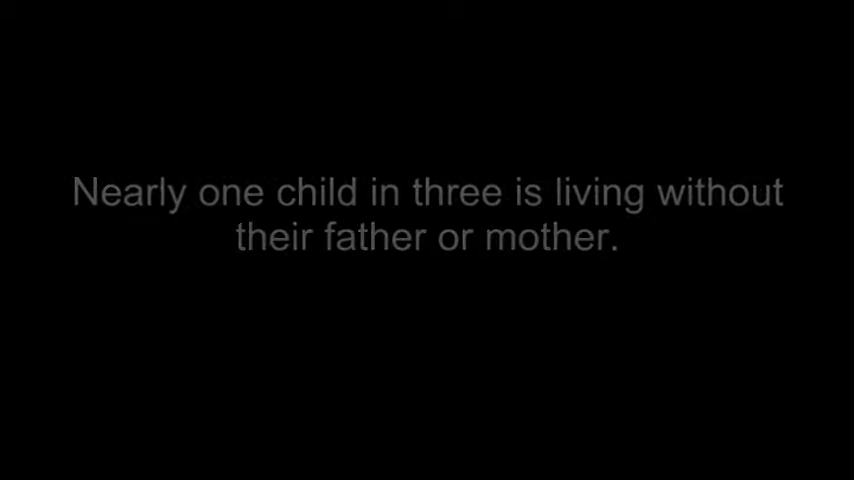 Nearly one child in three is living without
their father or mother.